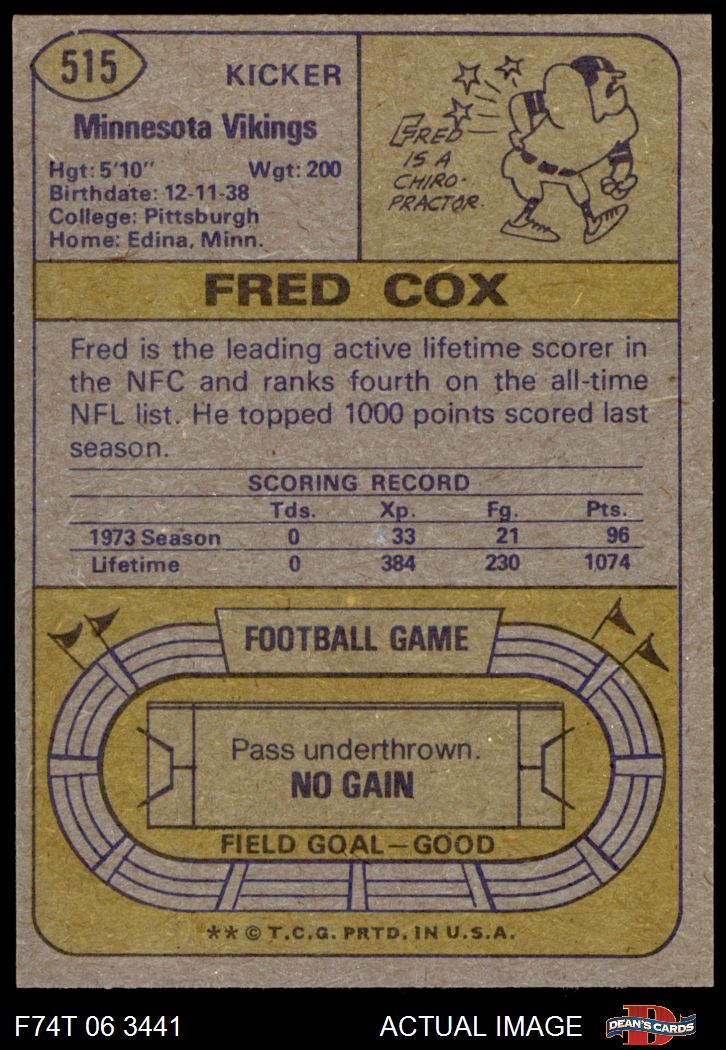 515
KICKER
Minnesota Vikings
Hgt: 5'10" Wgt: 200
Birthdate: 12-11-38
College: Pittsburgh
Home: Edina, Minn.
FRED
IS A
CHIRO-
PRACTOR.
FRED COX
Fred is the leading active lifetime scorer in
the NFC and ranks fourth on the all-time
NFL list. He topped 1000 points scored last
season.
SCORING RECORD
Tds. Xp. Fg. Pts.
1973 Season 0 33 21 96
Lifetime 0 384 230 1074
FOOTBALL GAME
Pass underthrown.
NO GAIN
FIELD GOAL—GOOD
** © T.C.G. PRTD. IN U.S.A.
F74T 06 3441 ACTUAL IMAGE
D
DEAN'S CARDS